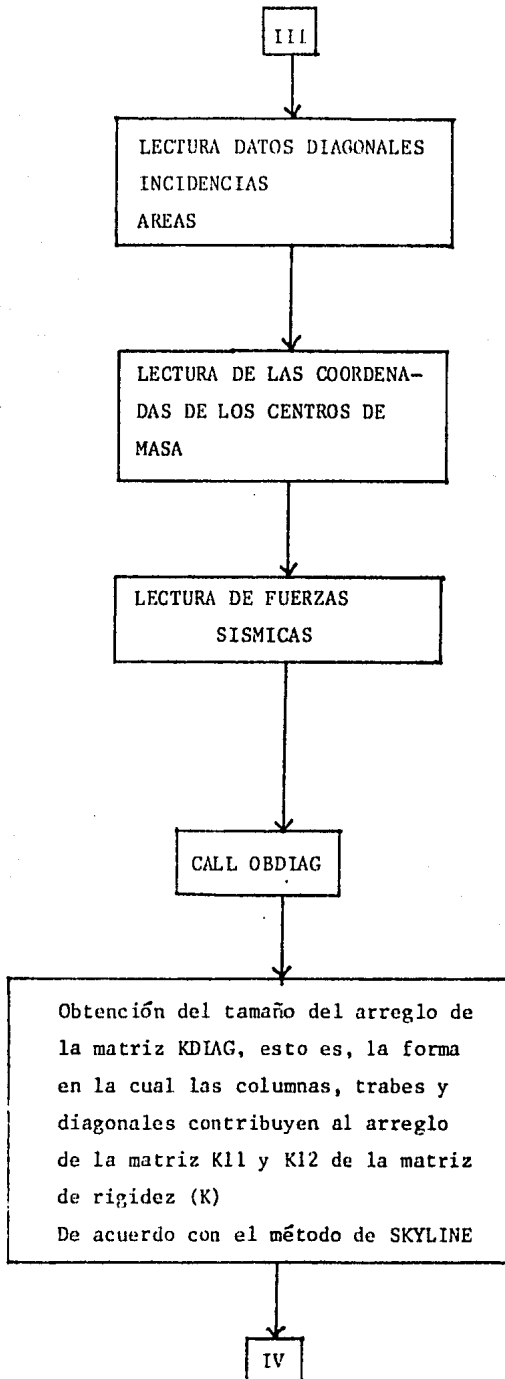 III
LECTURA DATOS DIAGONALES
INCIDENCIAS
AREAS
LECTURA DE LAS COORDENA-
DAS DE LOS CENTROS DE
MASA
LECTURA DE FUERZAS
SISMICAS
CALL OBDIAG
Obtención del tamaño del arreglo de
la matriz KDIAG, esto es, la forma
en la cual las columnas, trabes y
diagonales contribuyen al arreglo
de la matriz K11 y K12 de la matriz
de rigidez (K)
De acuerdo con el método de SKYLINE
IV